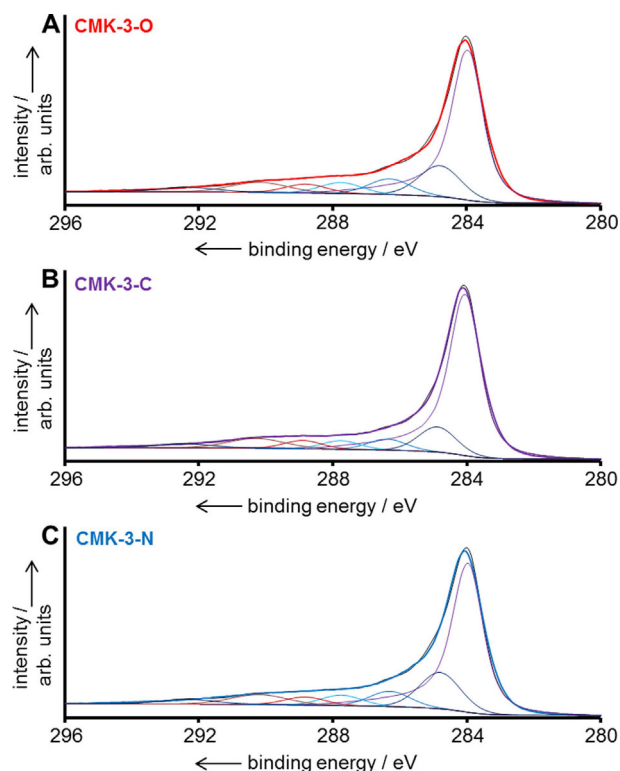 A
CMK-3-O
intensity /
arb. units
296
292
288
284
280
binding energy / eV
B
CMK-3-C
intensity /
arb. units
296
292
288
284
280
binding energy / eV
C
CMK-3-N
intensity /
arb. units
296
292
288
284
280
binding energy / eV